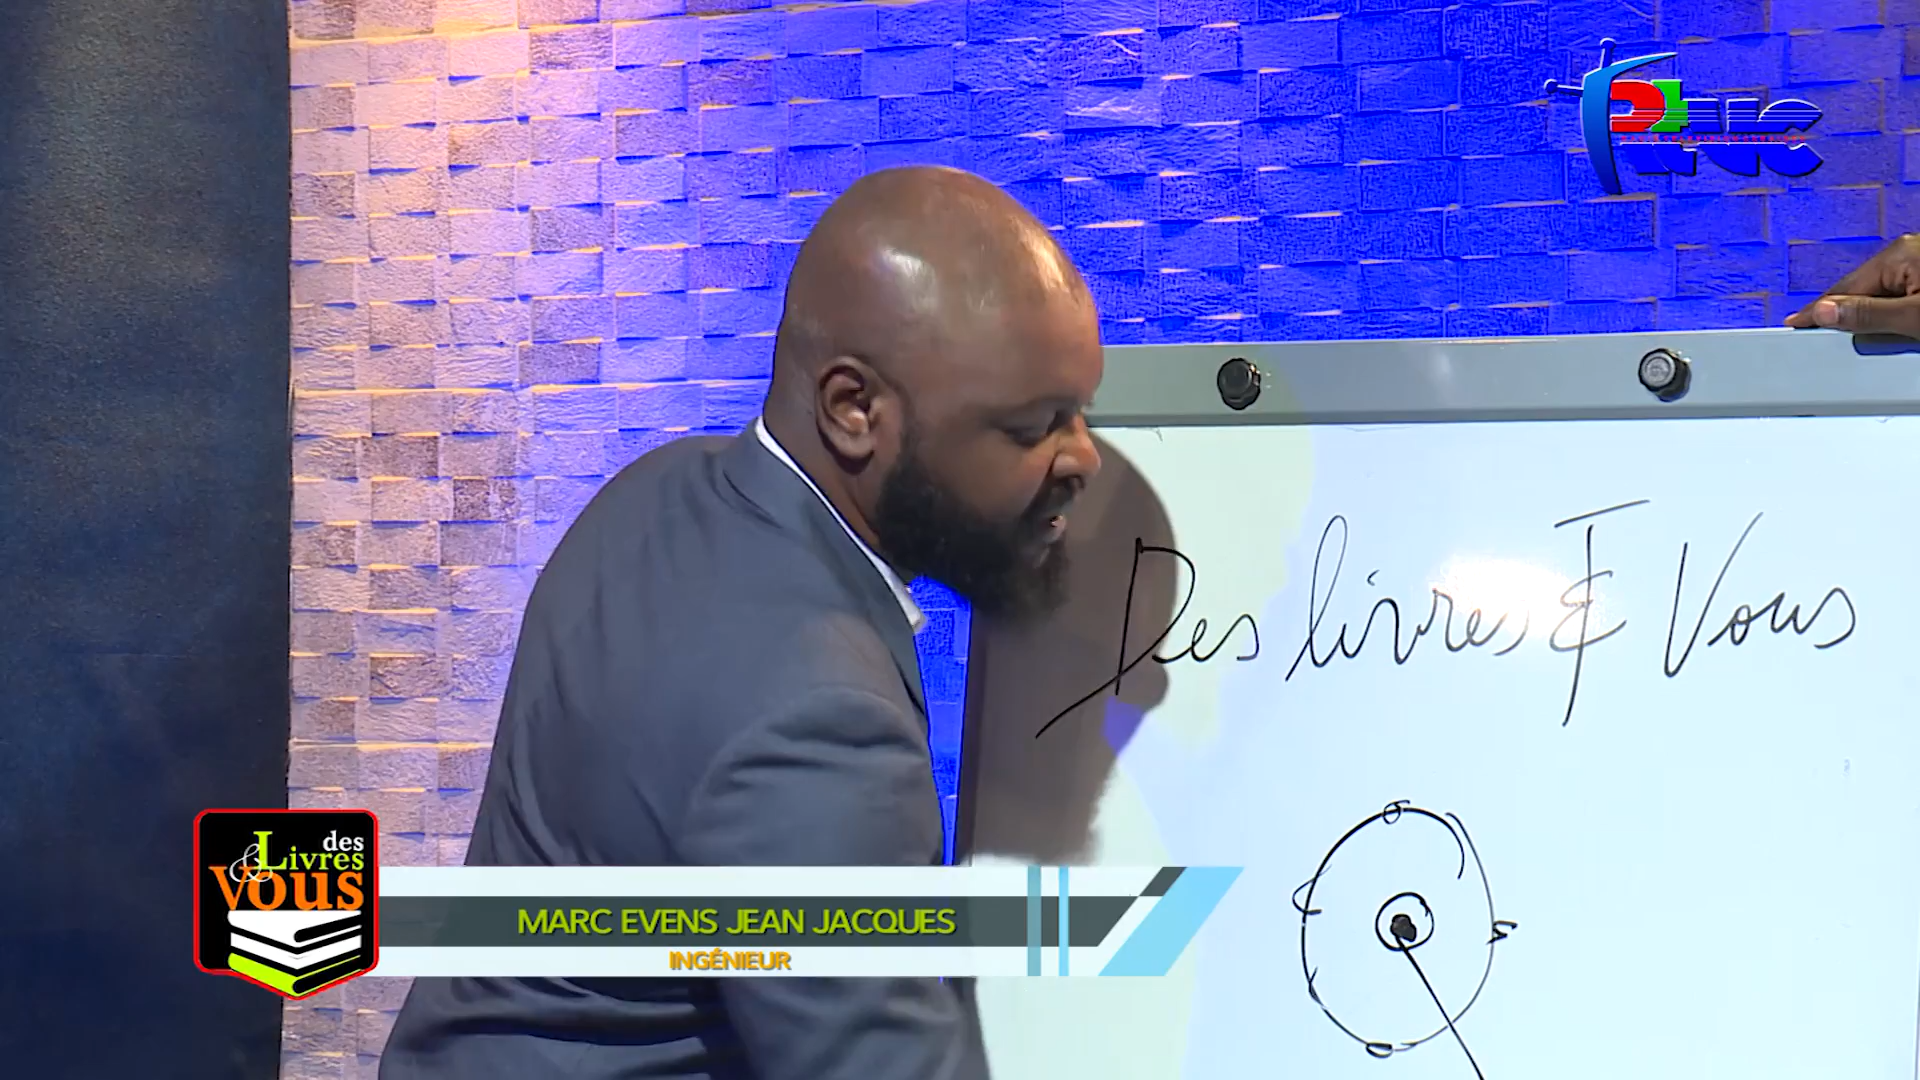 Des livres & Vous
des
& Livres
Vous
MARC EVENS JEAN JACQUES
INGÉNIEUR